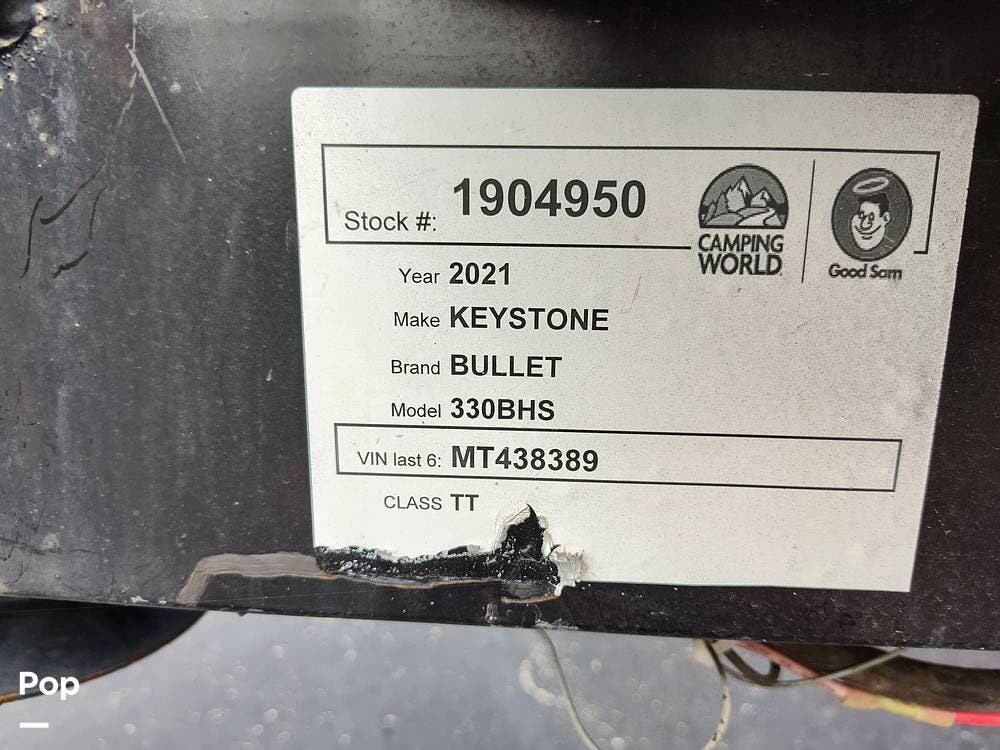 Stock #: 1904950
CAMPING
WORLD
Good Sam
Year 2021
Make KEYSTONE
Brand BULLET
Model 330BHS
VIN last 6: MT438389
CLASS TT
Pop